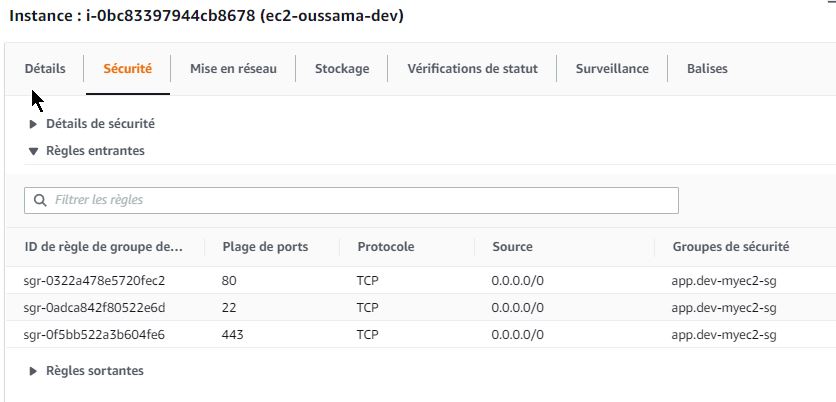 Instance : i-0bc83397944cb8678 (ec2-oussama-dev)
Détails Sécurité Mise en réseau Stockage Vérifications de statut Surveillance Balises
Détails de sécurité
Règles entrantes
Filtrer les règles
ID de règle de groupe de... Plage de ports Protocole Source Groupes de sécurité
sgr-0322a478e5720fec2 80 TCP 0.0.0.0/0 app.dev-myec2-sg
sgr-0adca842f80522e6d 22 TCP 0.0.0.0/0 app.dev-myec2-sg
sgr-0f5bb522a3b604fe6 443 TCP 0.0.0.0/0 app.dev-myec2-sg
Règles sortantes